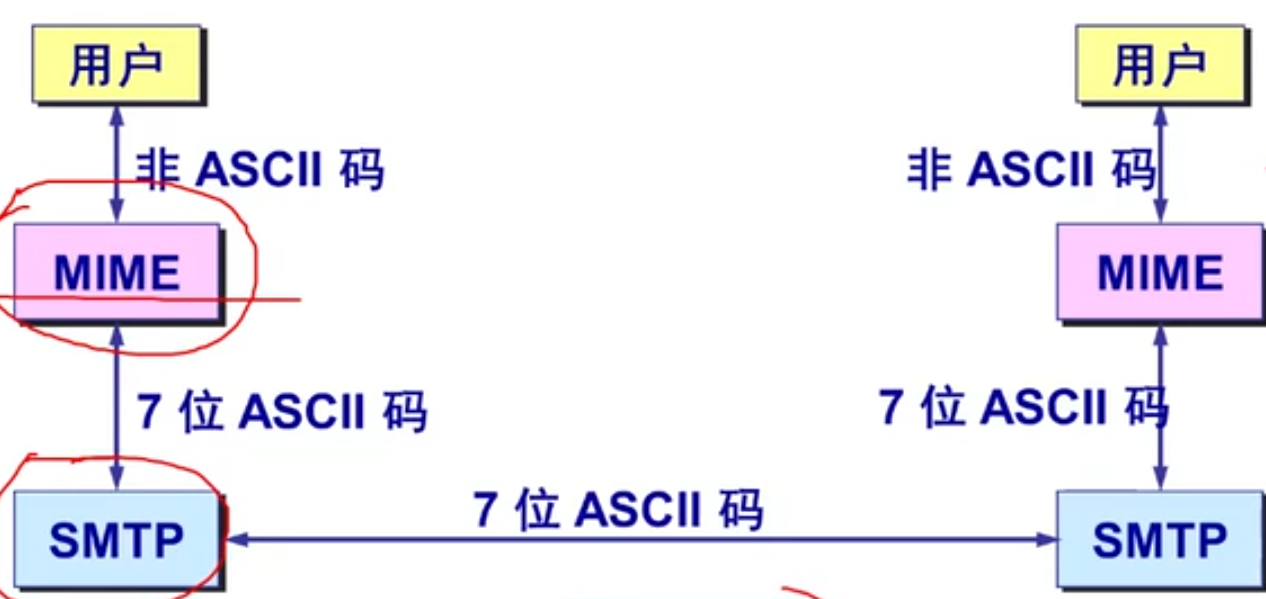 用户 用户
非 ASCII 码 非 ASCII 码
MIME MIME
7 位 ASCII 码 7 位 ASCII 码
7 位 ASCII 码
SMTP SMTP